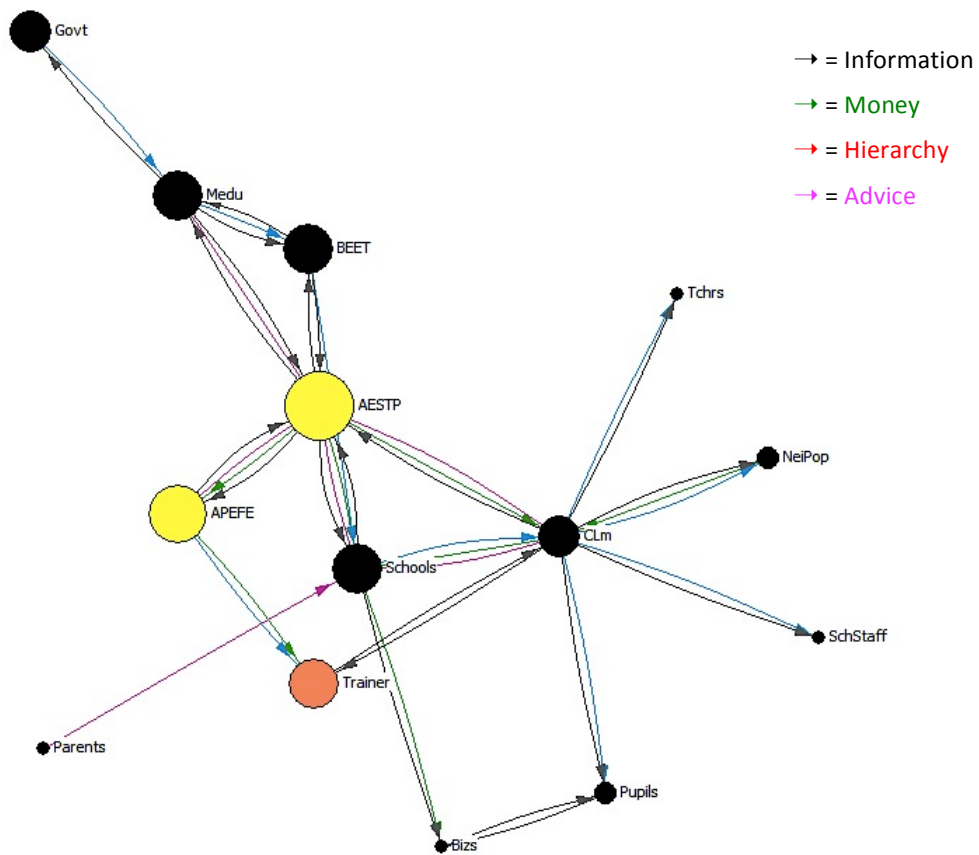 Govt
→ = Information
→ = Money
→ = Hierarchy
→ = Advice
Medu
BEET
Tchrs
AESTP
NeiPop
APEFE
CLm
Schools
SchStaff
Trainer
Parents
Pupils
Bizs